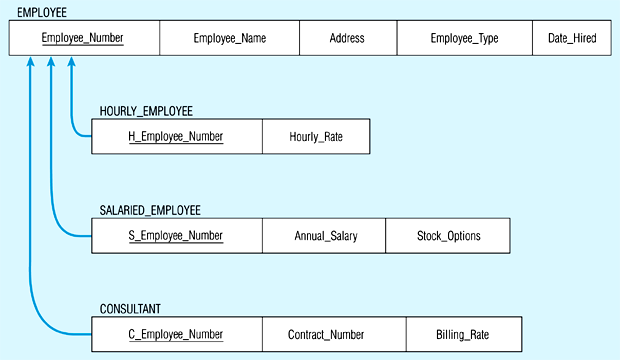 EMPLOYEE
Employee_Number Employee_Name Address Employee_Type Date_Hired
HOURLY_EMPLOYEE
H_Employee_Number Hourly_Rate
SALARIED_EMPLOYEE
S_Employee_Number Annual_Salary Stock_Options
CONSULTANT
C_Employee_Number Contract_Number Billing_Rate